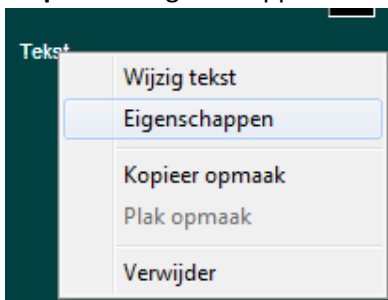 Tekst
Wijzig tekst
Eigenschappen
Kopieer opmaak
Plak opmaak
Verwijder